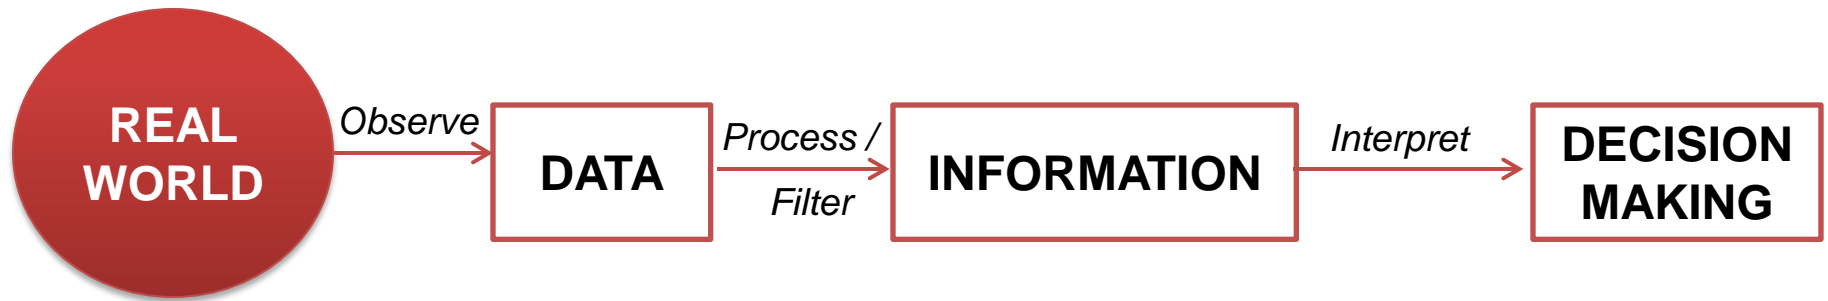 REAL
WORLD
Observe
DATA
Process /
Filter
INFORMATION
Interpret
DECISION
MAKING